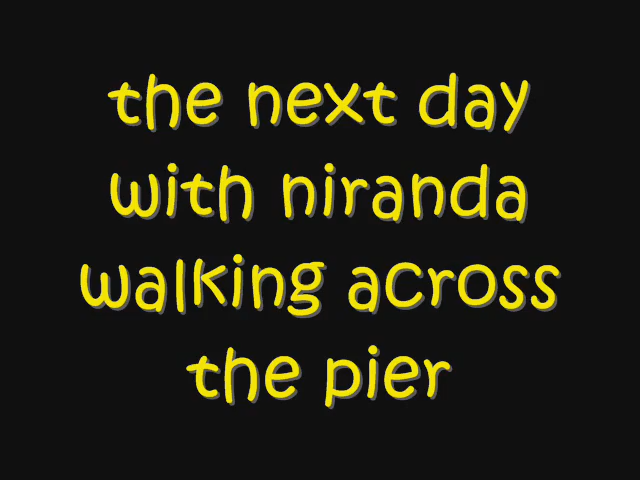 the next day
with niranda
walking across
the pier